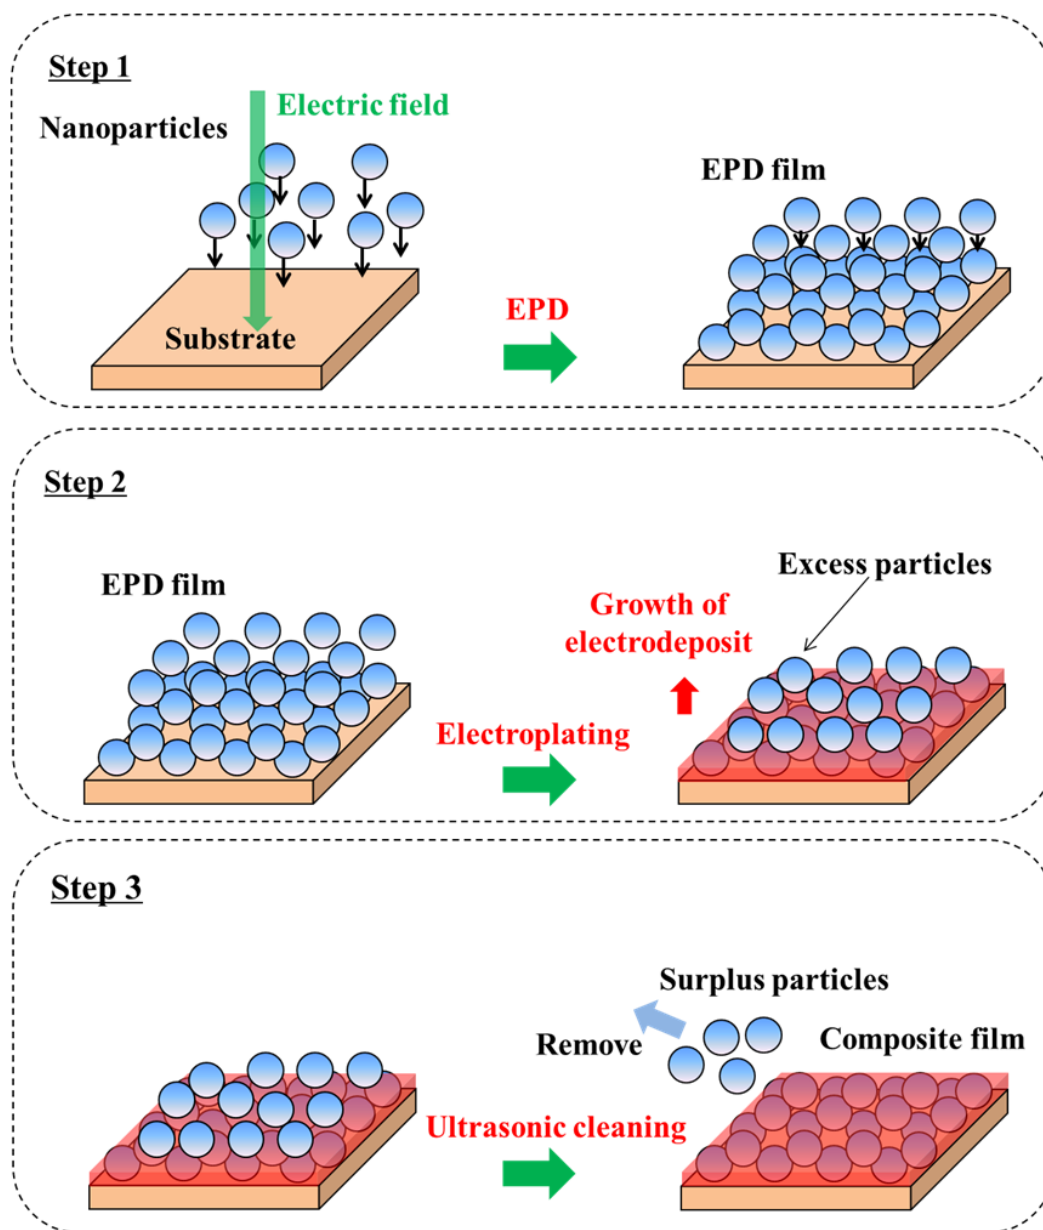 Step 1
Electric field
Nanoparticles
EPD film
EPD
Substrate
Step 2
Excess particles
EPD film
Growth of
electrodeposit
Electroplating
Step 3
Surplus particles
Remove
Composite film
Ultrasonic cleaning